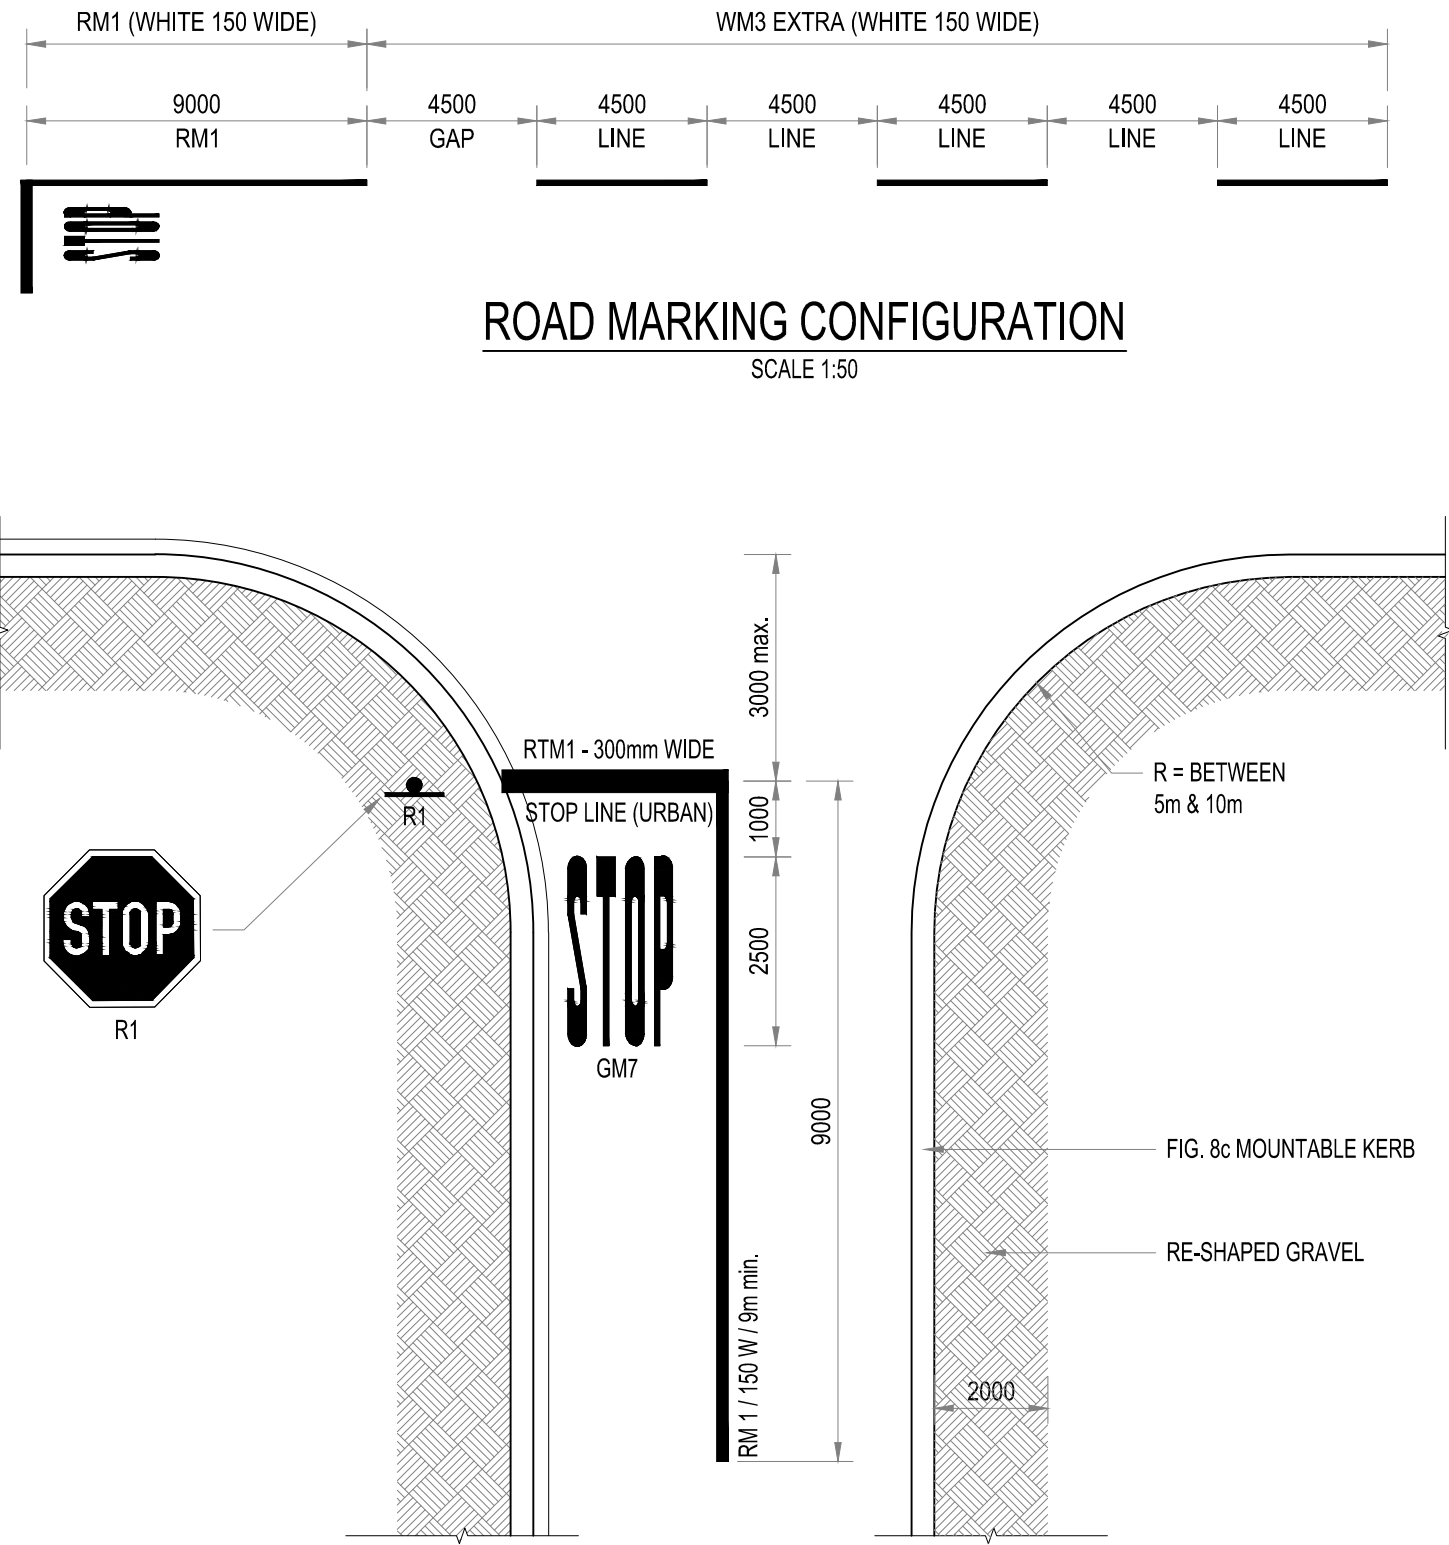 RM1 (WHITE 150 WIDE)
WM3 EXTRA (WHITE 150 WIDE)
9000
4500
4500
4500
4500
4500
4500
RM1
GAP
LINE
LINE
LINE
LINE
LINE
STOP
ROAD MARKING CONFIGURATION
SCALE 1:50
3000 max.
RTM1 - 300mm WIDE
R = BETWEEN
5m & 10m
R1
STOP LINE (URBAN)
1000
STOP
STOP
2500
R1
GM7
9000
FIG. 8c MOUNTABLE KERB
RE-SHAPED GRAVEL
RM 1 / 150 W / 9m min.
2000